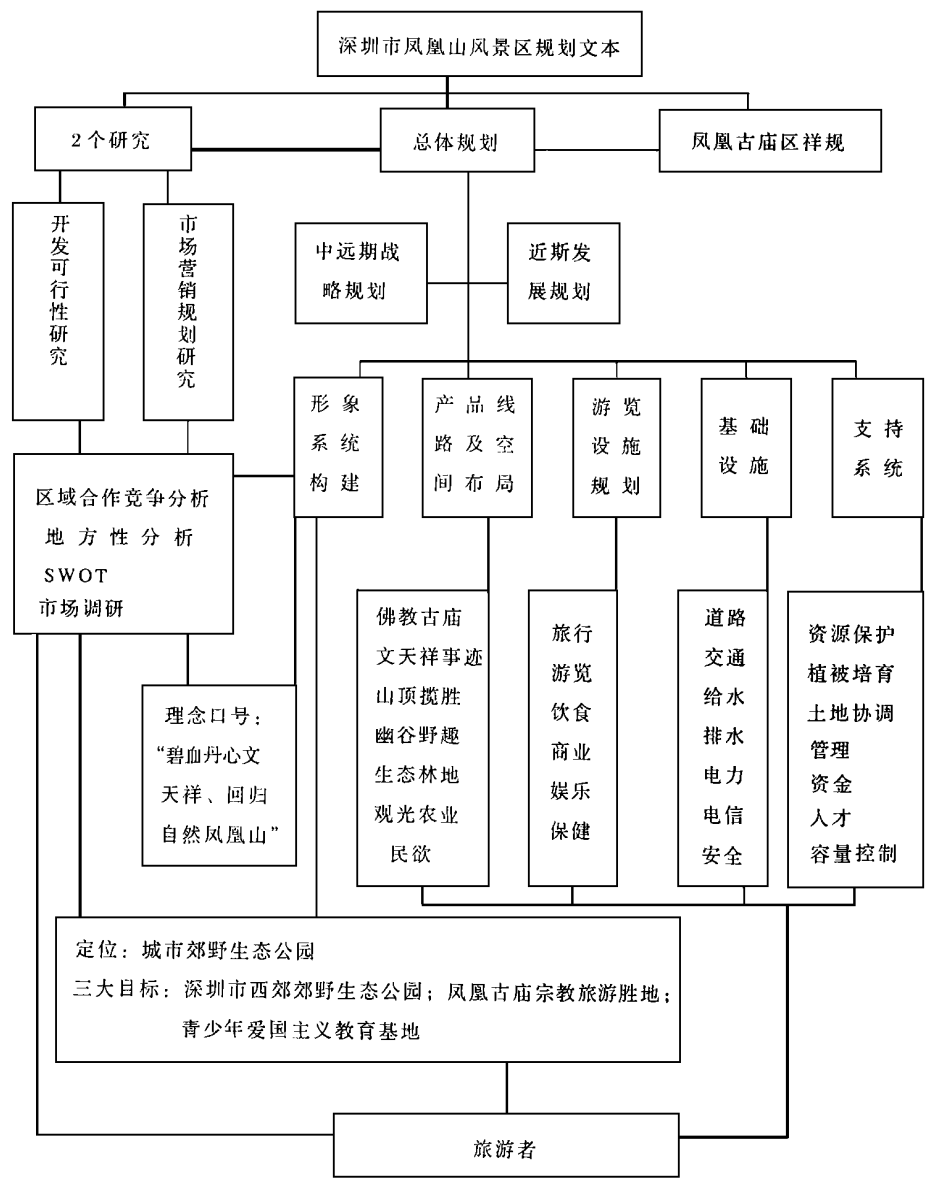 深圳市凤凰山风景区规划文本
2个研究
总体规划
凤凰古庙区祥规
开发可行性研究
市场营销规划研究
中远期战
略规划
近斯发
展规划
形象
系统
构建
产品线
路及空
间布局
游览
设施
规划
基础
设施
支持
系统
区域合作竞争分析
地方性分析
SWOT
市场调研
理念口号：
“碧血丹心文
天祥、回归
自然凤凰山”
佛教古庙
文天祥事迹
山顶揽胜
幽谷野趣
生态林地
观光农业
民欲
旅行
游览
饮食
商业
娱乐
保健
道路
交通
给水
排水
电力
电信
安全
资源保护
植被培育
土地协调
管理
资金
人才
容量控制
定位：城市郊野生态公园
三大目标：深圳市西郊郊野生态公园；凤凰古庙宗教旅游胜地；
青少年爱国主义教育基地
旅游者